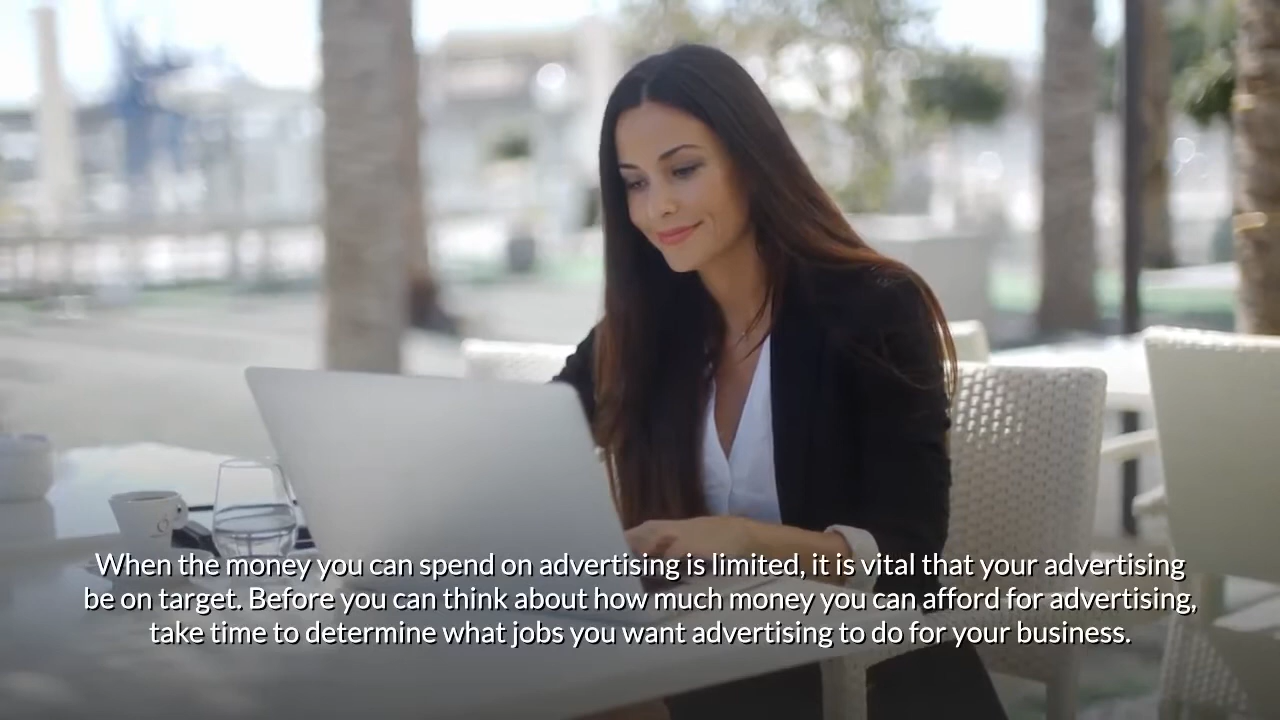 When the money you can spend on advertising is limited, it is vital that your advertising
be on target. Before you can think about how much money you can afford for advertising,
take time to determine what jobs you want advertising to do for your business.